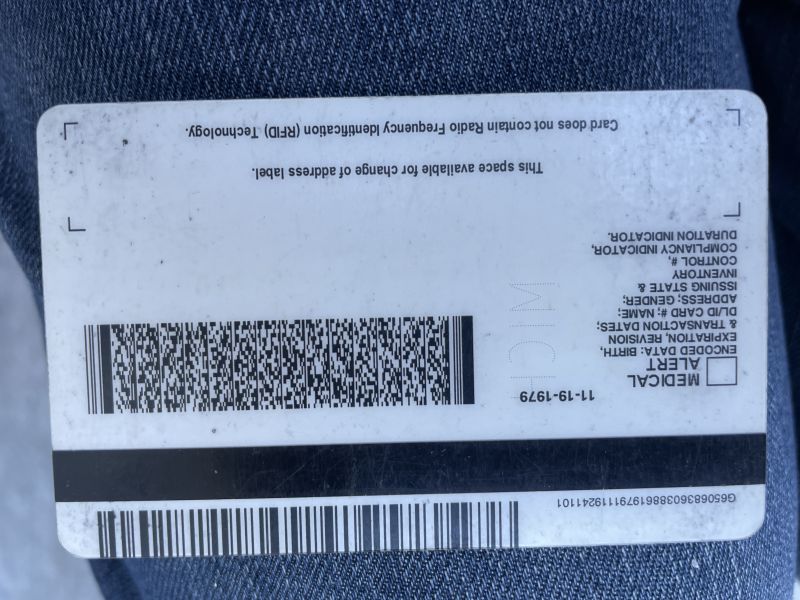 G65068360388619791119241101
MEDICAL
ALERT
11-19-1979
ENCODED DATA: BIRTH,
EXPIRATION, REVISION
& TRANSACTION DATES;
DL/ID CARD #; NAME;
ADDRESS; GENDER;
ISSUING STATE &
INVENTORY
CONTROL #,
COMPLIANCY INDICATOR,
DURATION INDICATOR.
MICH
This space available for change of address label.
Card does not contain Radio Frequency Identification (RFID) Technology.